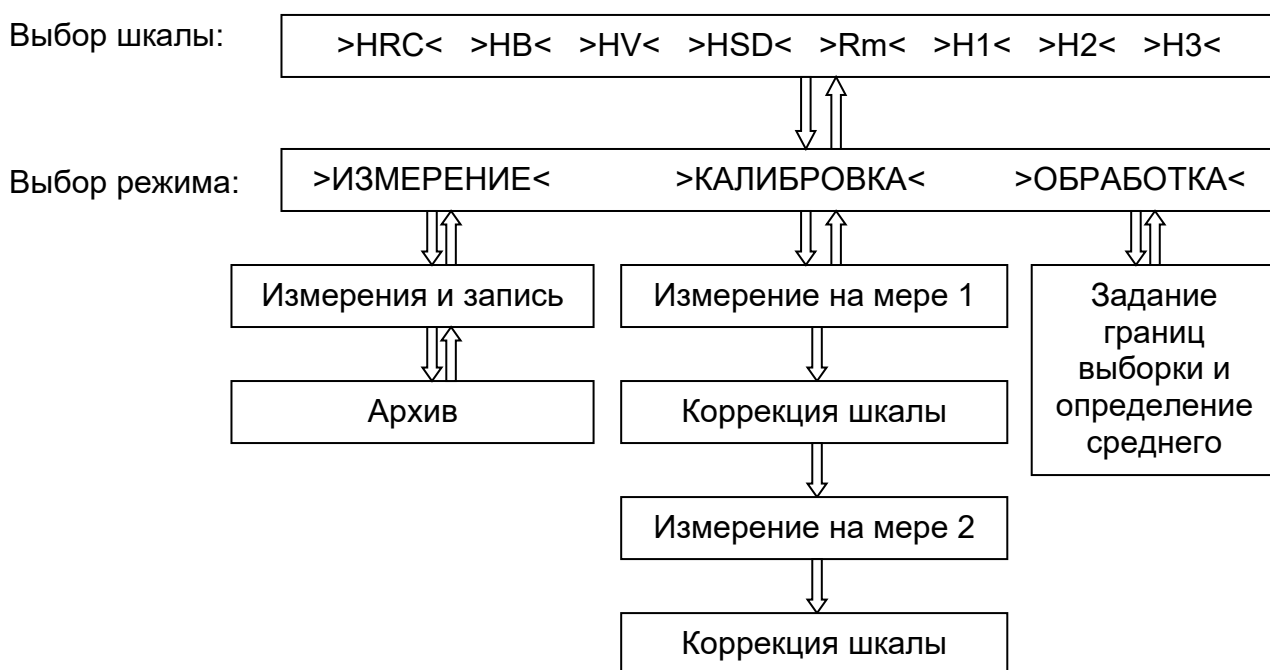 Выбор шкалы: >HRC< >HB< >HV< >HSD< >Rm< >H1< >H2< >H3<
Выбор режима: >ИЗМЕРЕНИЕ< >КАЛИБРОВКА< >ОБРАБОТКА<
Измерения и запись
Архив
Измерение на мере 1
Коррекция шкалы
Измерение на мере 2
Коррекция шкалы
Задание
границ
выборки и
определение
среднего